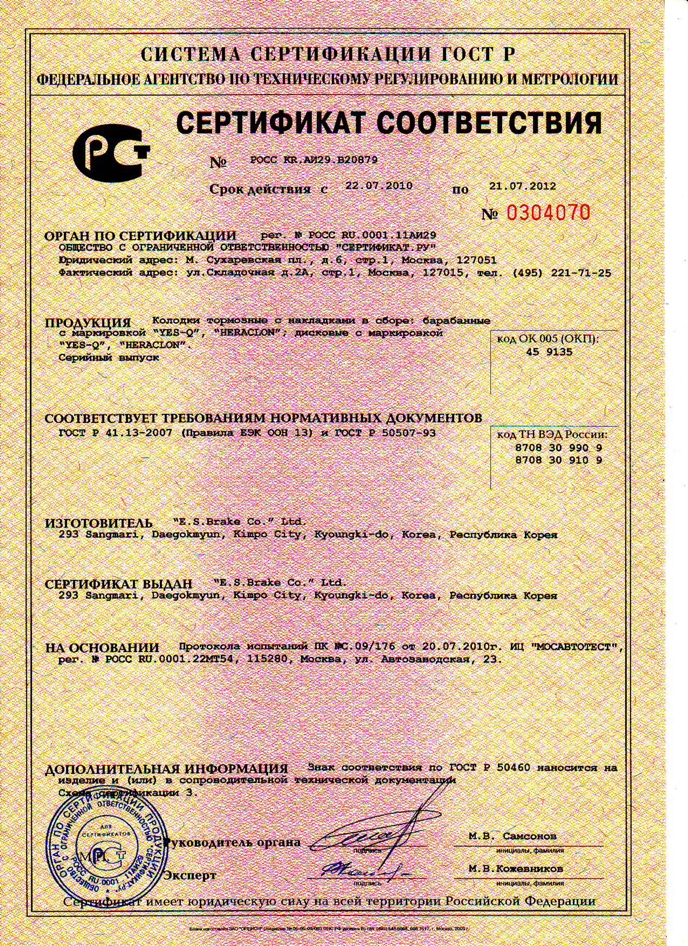 СИСТЕМА СЕРТИФИКАЦИИ ГОСТ Р
ФЕДЕРАЛЬНОЕ АГЕНТСТВО ПО ТЕХНИЧЕСКОМУ РЕГУЛИРОВАНИЮ И МЕТРОЛОГИИ
СЕРТИФИКАТ СООТВЕТСТВИЯ
№ РОСС KR.АИ29.В20879
Срок действия с 22.07.2010 по 21.07.2012
№ 0304070
ОРГАН ПО СЕРТИФИКАЦИИ рег. № РОСС RU.0001.11АИ29
ОБЩЕСТВО С ОГРАНИЧЕННОЙ ОТВЕТСТВЕННОСТЬЮ "СЕРТИФИКАТ.РУ"
Юридический адрес: М. Сухаревская пл., д.6, стр.1, Москва, 127051
Фактический адрес: ул.Складочная д.2А, стр.1, Москва, 127015, тел. (495) 221-71-25
ПРОДУКЦИЯ Колодки тормозные с накладками в сборе: барабанные
с маркировкой "YES-Q", "HERACLON"; дисковые с маркировкой
"YES-Q", "HERACLON".
Серийный выпуск
код ОК 005 (ОКП):
45 9135
СООТВЕТСТВУЕТ ТРЕБОВАНИЯМ НОРМАТИВНЫХ ДОКУМЕНТОВ
ГОСТ Р 41.13-2007 (Правила ЕЭК ООН 13) и ГОСТ Р 50507-93
код ТН ВЭД России:
8708 30 990 9
8708 30 910 9
ИЗГОТОВИТЕЛЬ "E.S.Brake Co." Ltd.
293 Sangmari, Daegokmyun, Kimpo City, Kyoungki-do, Korea, Республика Корея
СЕРТИФИКАТ ВЫДАН "E.S.Brake Co." Ltd.
293 Sangmari, Daegokmyun, Kimpo City, Kyoungki-do, Korea, Республика Корея
НА ОСНОВАНИИ Протокола испытаний ПК №С.09/176 от 20.07.2010г. ИЦ "МОСАВТОТЕСТ",
рег. № РОСС RU.0001.22МТ54, 115280, Москва, ул. Автозаводская, 23.
ДОПОЛНИТЕЛЬНАЯ ИНФОРМАЦИЯ Знак соответствия по ГОСТ Р 50460 наносится на
изделие и (или) в сопроводительной технической документации
Схема сертификации 3.
ОРГАН ПО СЕРТИФИКАЦИИ ПРОДУКЦИИ
ДЛЯ СЕРТИФИКАТОВ
Руководитель органа
подпись
М.В. Самсонов
инициалы, фамилия
Эксперт
подпись
М.В.Кожевников
инициалы, фамилия
Сертификат имеет юридическую силу на всей территории Российской Федерации